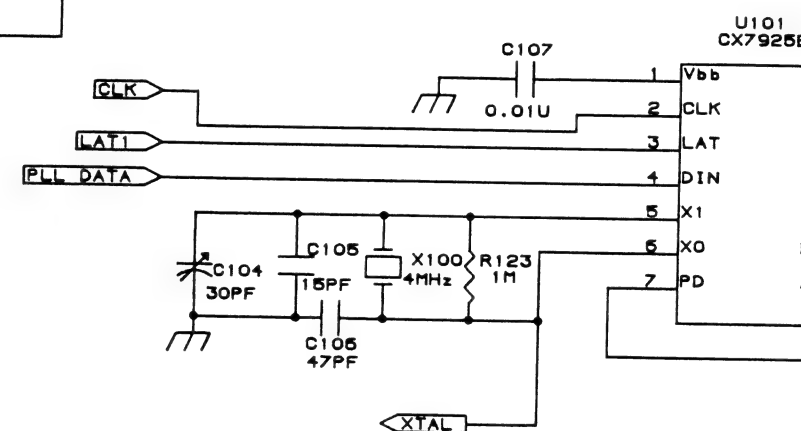 U101
CX7925B
C107
0.01U
1 Vbb
CLK
2 CLK
LAT1
3 LAT
PLL DATA
4 DIN
5 X1
6 XO
7 PD
C104
30PF
C105
15PF
X100
4MHz
R123
1M
C106
47PF
XTAL